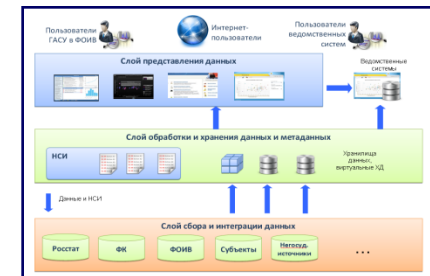 Пользователи
ГАСУ в ФОИВ
Интернет-
пользователи
Пользователи
ведомственных
систем
Слой представления данных
Ведомственные
системы
Слой обработки и хранения данных и метаданных
НСИ
Хранилища
данных,
виртуальные ХД
Данные и НСИ
Слой сбора и интеграции данных
Росстат
ФК
ФОИВ
Субъекты
Негосуд.
источники
...